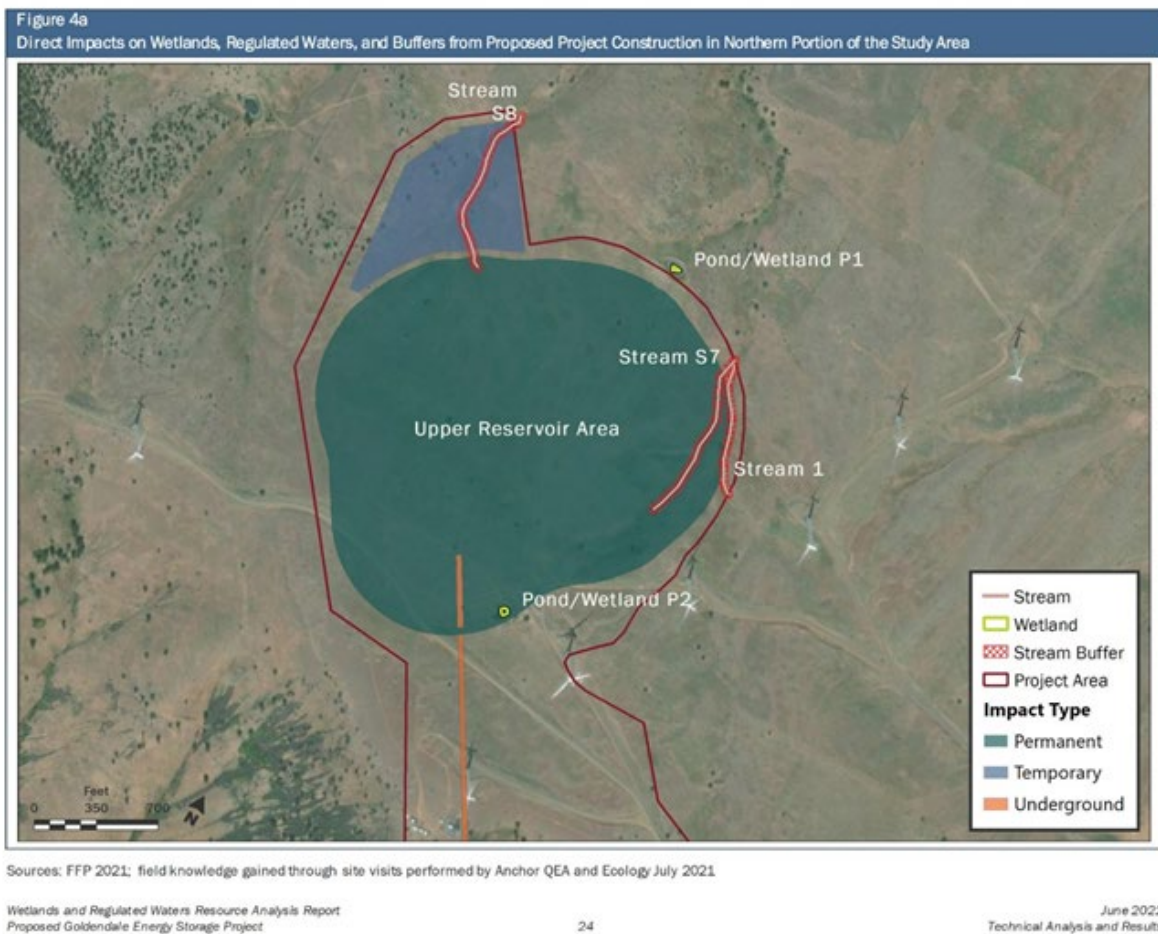 Figure 4a
Direct Impacts on Wetlands, Regulated Waters, and Buffers from Proposed Project Construction in Northern Portion of the Study Area
Stream
S8
Pond/Wetland P1
Stream S7
Upper Reservoir Area
Stream 1
Pond/Wetland P2
Stream
Wetland
Stream Buffer
Project Area
Impact Type
Permanent
Temporary
Underground
Feet
0 350 700
N
Sources: FFP 2021; field knowledge gained through site visits performed by Anchor QEA and Ecology July 2021
Wetlands and Regulated Waters Resource Analysis Report
Proposed Goldendale Energy Storage Project
24
June 2022
Technical Analysis and Results